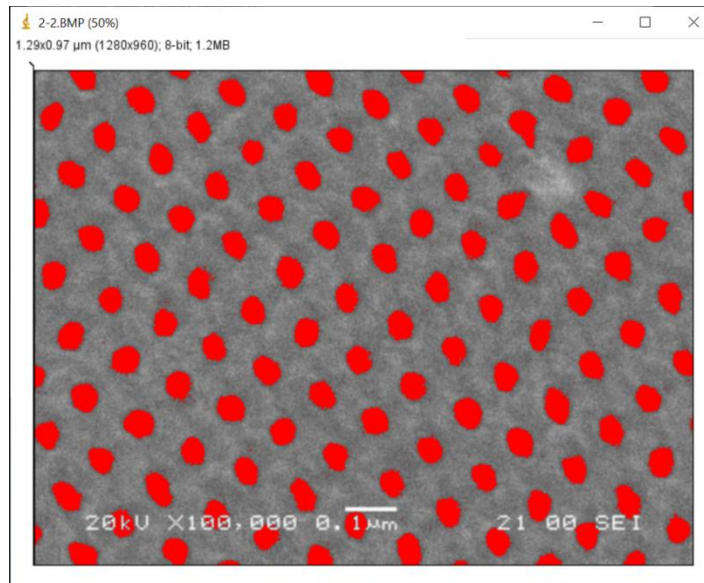 2-2.BMP (50%)
1.29x0.97 µm (1280x960); 8-bit; 1.2MB
20kV X100,000 0.1µm 21 00 SEI